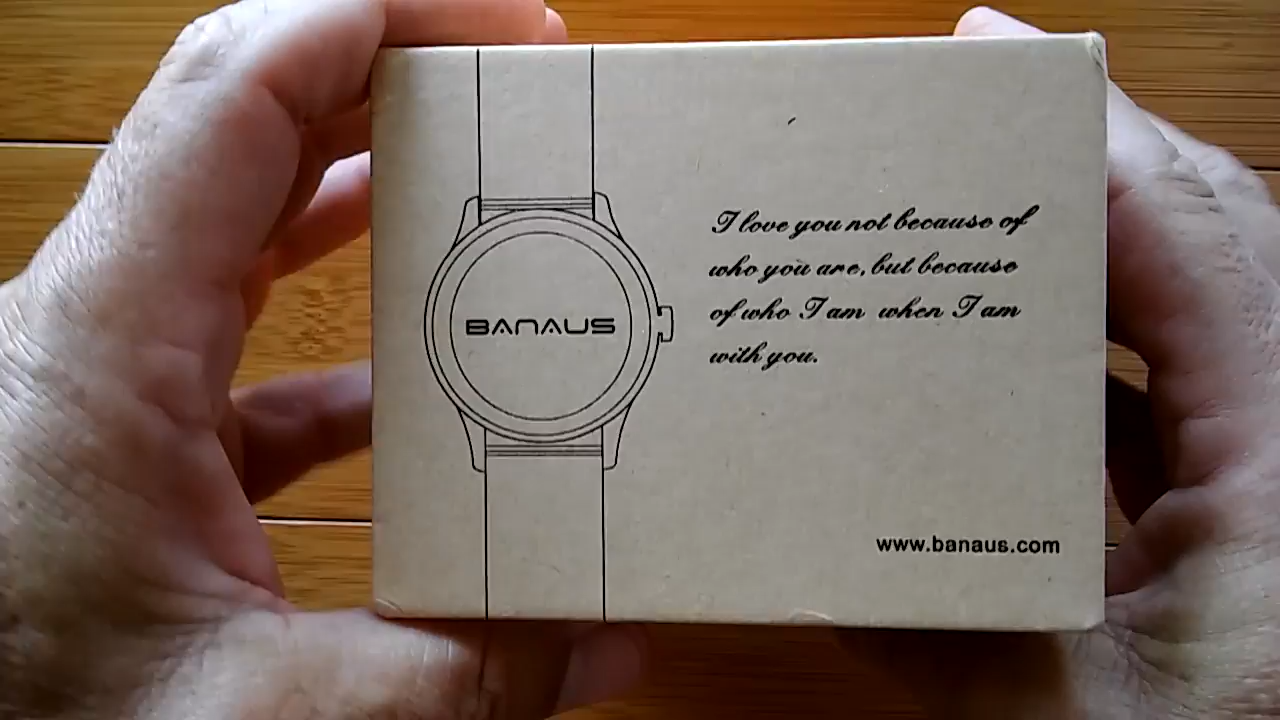 BANAUS
I love you not because of
who you are, but because
of who I am when I am
with you.
www.banaus.com